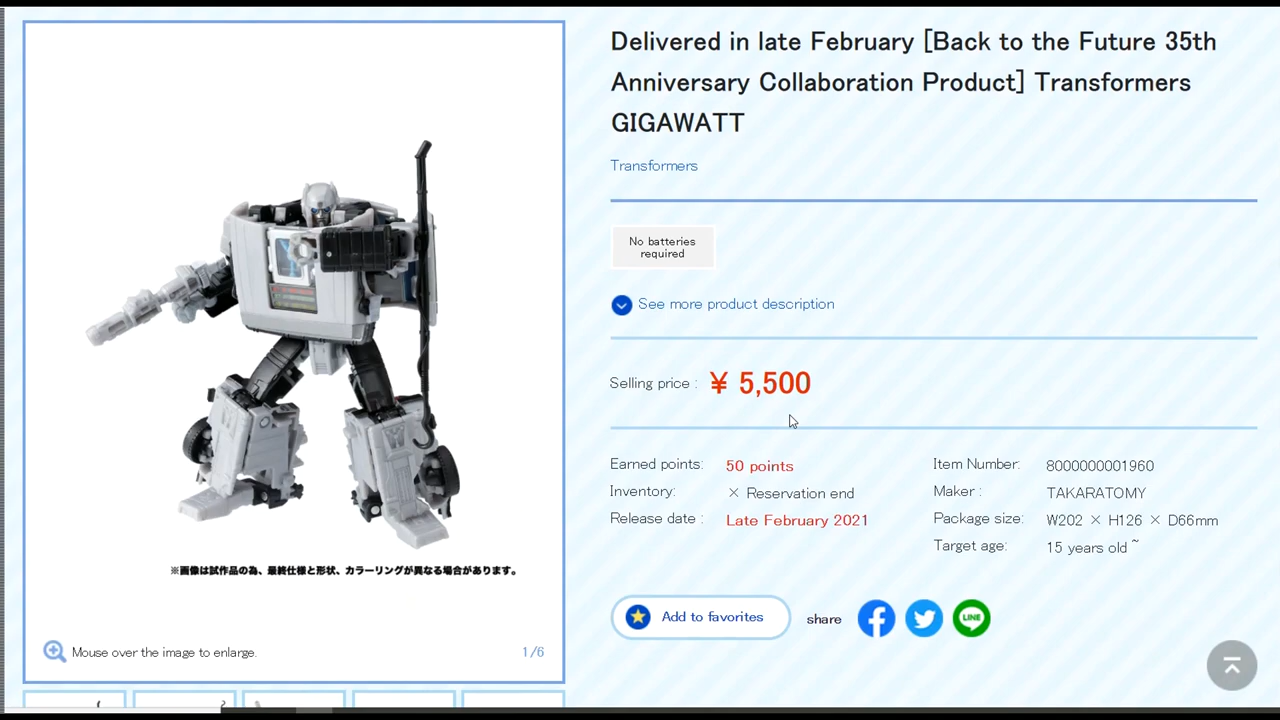 Delivered in late February [Back to the Future 35th
Anniversary Collaboration Product] Transformers
GIGAWATT
Transformers
No batteries
required
See more product description
Selling price : ¥ 5,500
Earned points: 50 points
Inventory: × Reservation end
Release date : Late February 2021
Item Number: 8000000001960
Maker : TAKARATOMY
Package size: W202 × H126 × D66mm
Target age: 15 years old ~
Add to favorites
share
LINE
※画像は試作品の為、最終仕様と形状、カラーリングが異なる場合があります。
Mouse over the image to enlarge.
1/6